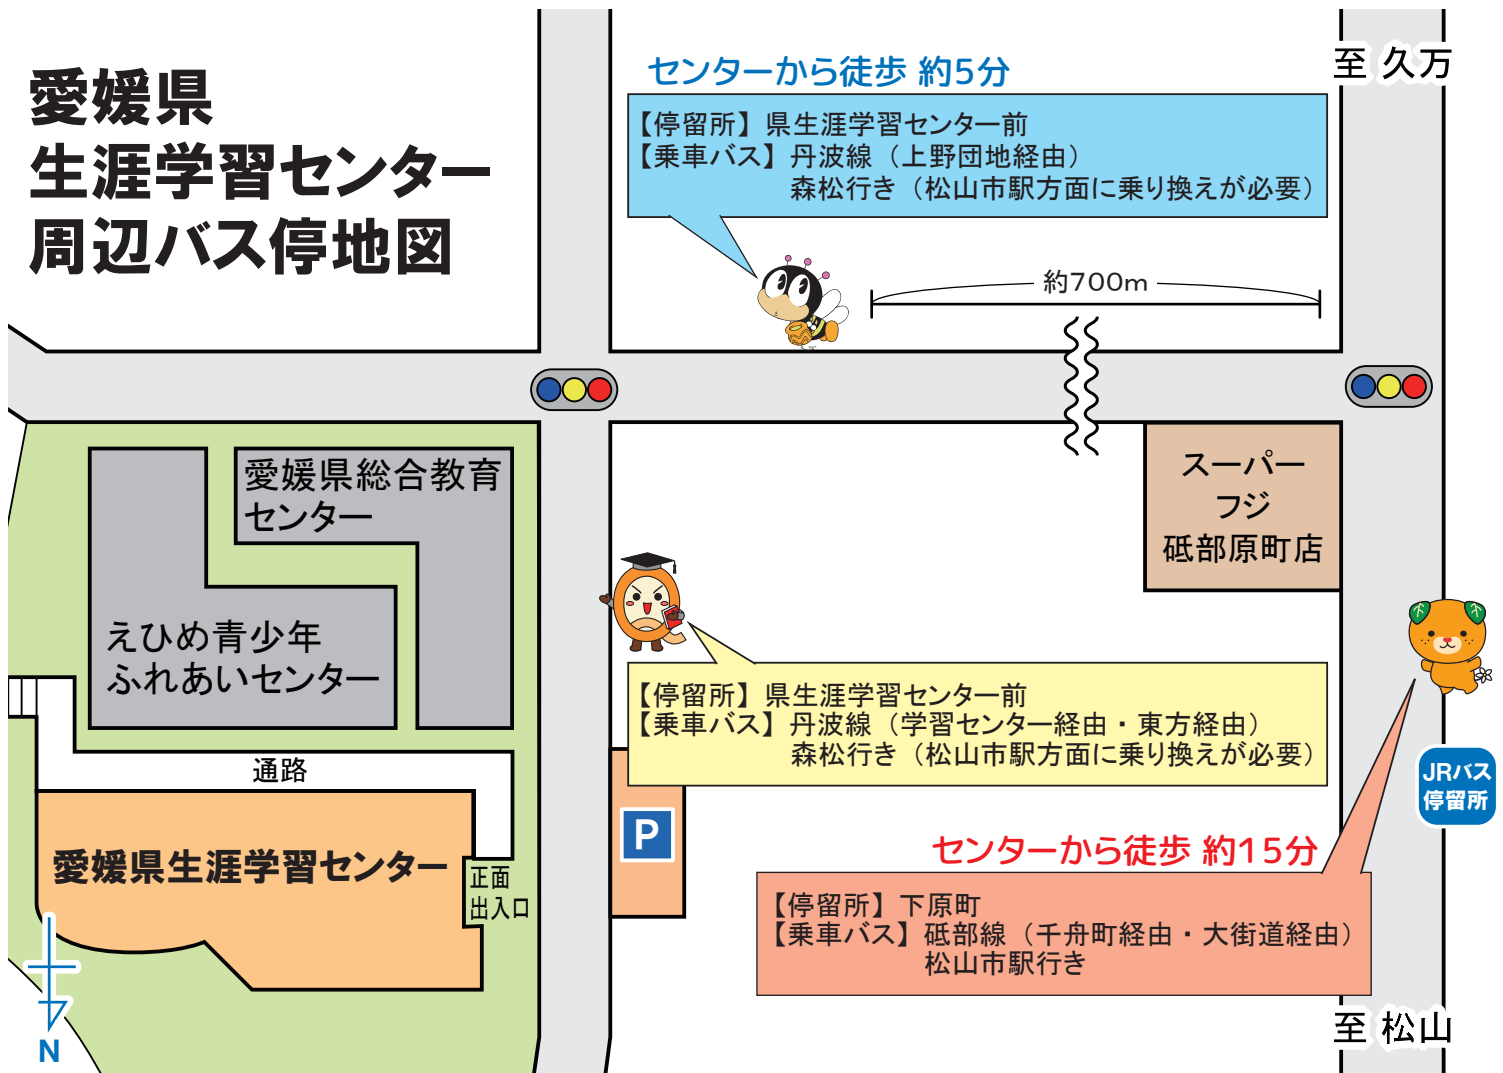 愛媛県
生涯学習センター
周辺バス停地図
センターから徒歩 約5分
【停留所】県生涯学習センター前
【乗車バス】丹波線（上野団地経由）
森松行き（松山市駅方面に乗り換えが必要）
至 久万
約700m
愛媛県総合教育
センター
えひめ青少年
ふれあいセンター
スーパー
フジ
砥部原町店
【停留所】県生涯学習センター前
【乗車バス】丹波線（学習センター経由・東方経由）
森松行き（松山市駅方面に乗り換えが必要）
通路
P
JRバス
停留所
愛媛県生涯学習センター
正面
出入口
センターから徒歩 約15分
【停留所】下原町
【乗車バス】砥部線（千舟町経由・大街道経由）
松山市駅行き
至 松山
N